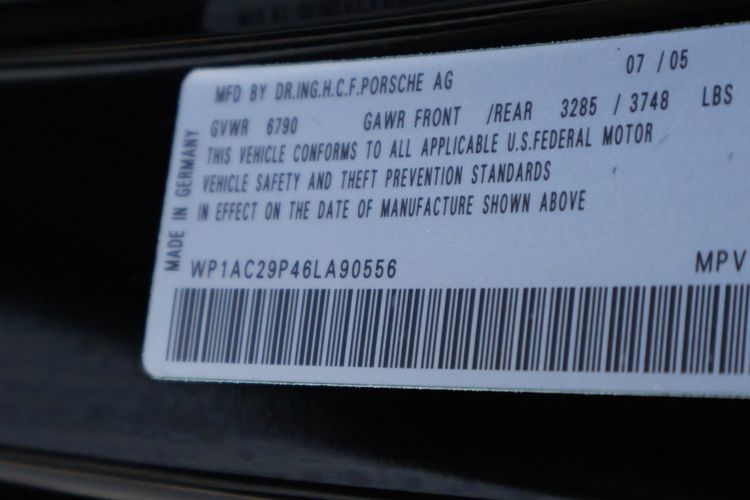 MFD BY DR.ING.H.C.F.PORSCHE AG 07 / 05
GVWR 6790 GAWR FRONT /REAR 3285 / 3748 LBS
THIS VEHICLE CONFORMS TO ALL APPLICABLE U.S.FEDERAL MOTOR
VEHICLE SAFETY AND THEFT PREVENTION STANDARDS
IN EFFECT ON THE DATE OF MANUFACTURE SHOWN ABOVE
MADE IN GERMANY
WP1AC29P46LA90556 MPV